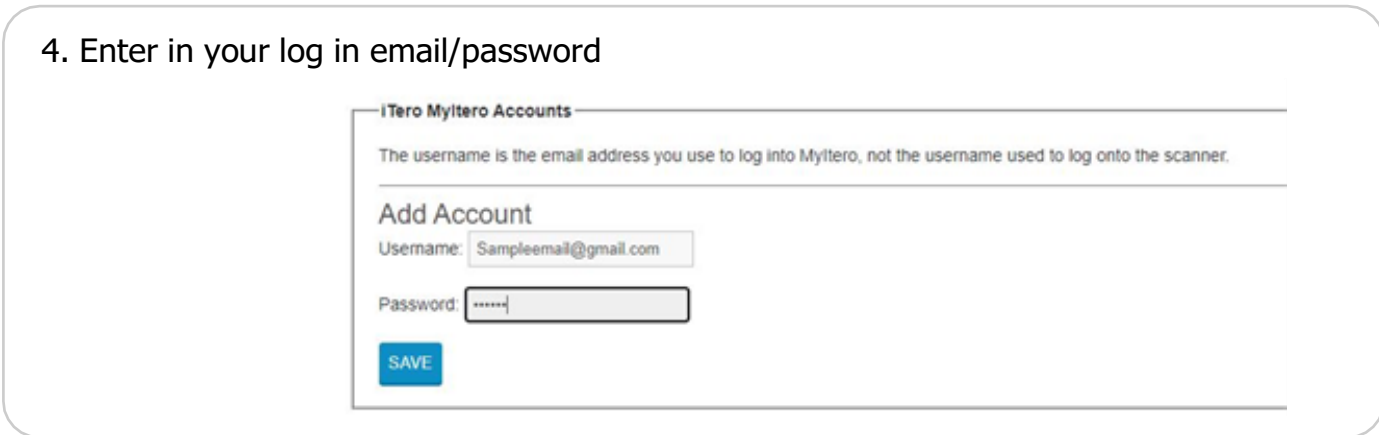 4. Enter in your log in email/password
iTero MyItero Accounts
The username is the email address you use to log into MyItero, not the username used to log onto the scanner.
Add Account
Username: Sampleemail@gmail.com
Password: ••••••
SAVE